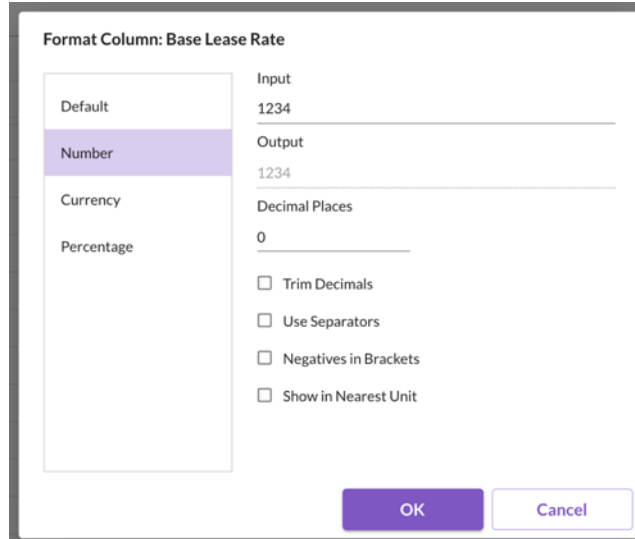 Format Column: Base Lease Rate
Default
Number
Currency
Percentage
Input
1234
Output
1234
Decimal Places
0
Trim Decimals
Use Separators
Negatives in Brackets
Show in Nearest Unit
OK
Cancel